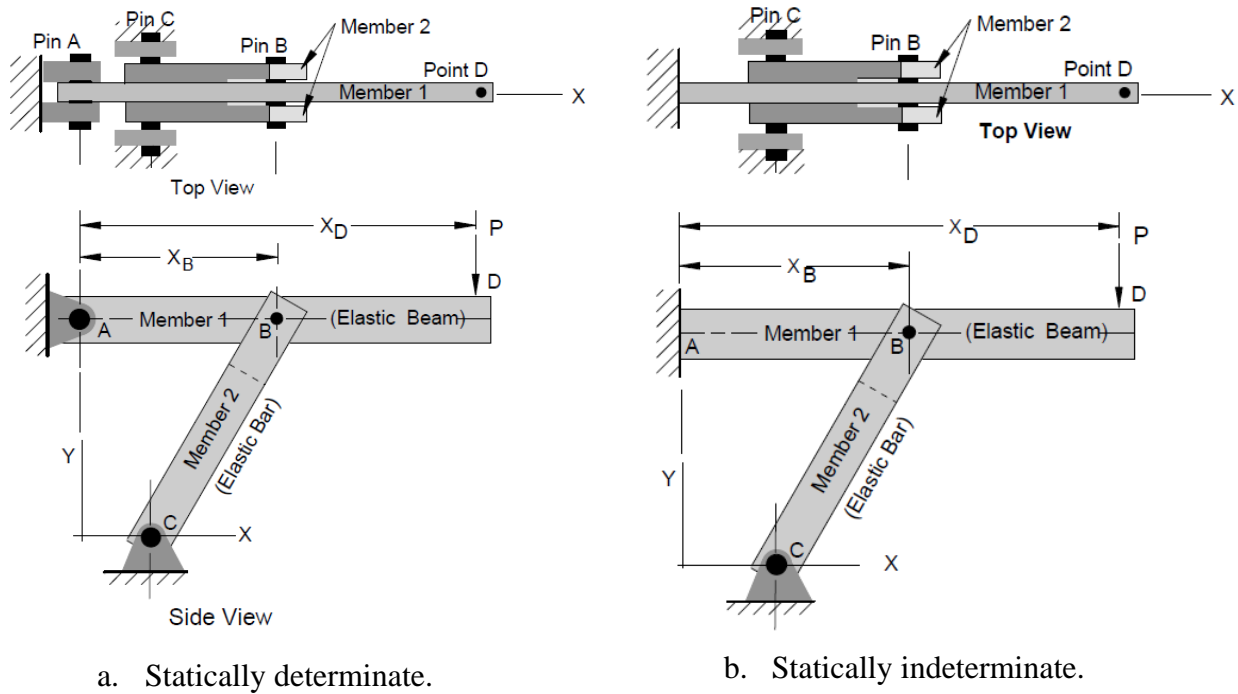 Pin C
Pin A
Pin B
Member 2
Point D
Member 1
X
Top View
X_D
P
X_B
D
Member 1
(Elastic Beam)
A
B
Member 2
(Elastic Bar)
Y
C
X
Side View
a. Statically determinate.
Pin C
Member 2
Pin B
Point D
Member 1
X
Top View
X_D
P
X_B
D
Member 1
(Elastic Beam)
A
B
Member 2
(Elastic Bar)
Y
C
X
b. Statically indeterminate.